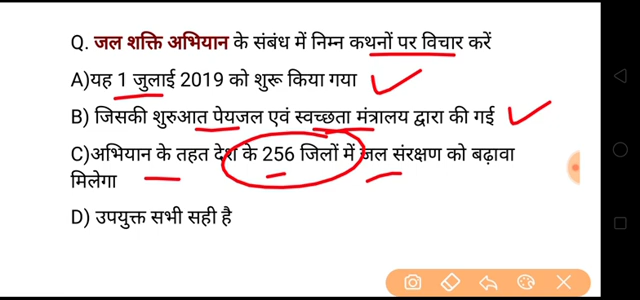 Q. जल शक्ति अभियान के संबंध में निम्न कथनों पर विचार करें
A)यह 1 जुलाई 2019 को शुरू किया गया
B) जिसकी शुरुआत पेयजल एवं स्वच्छता मंत्रालय द्वारा की गई
C)अभियान के तहत देश के 256 जिलों में जल संरक्षण को बढ़ावा
मिलेगा
D) उपयुक्त सभी सही है